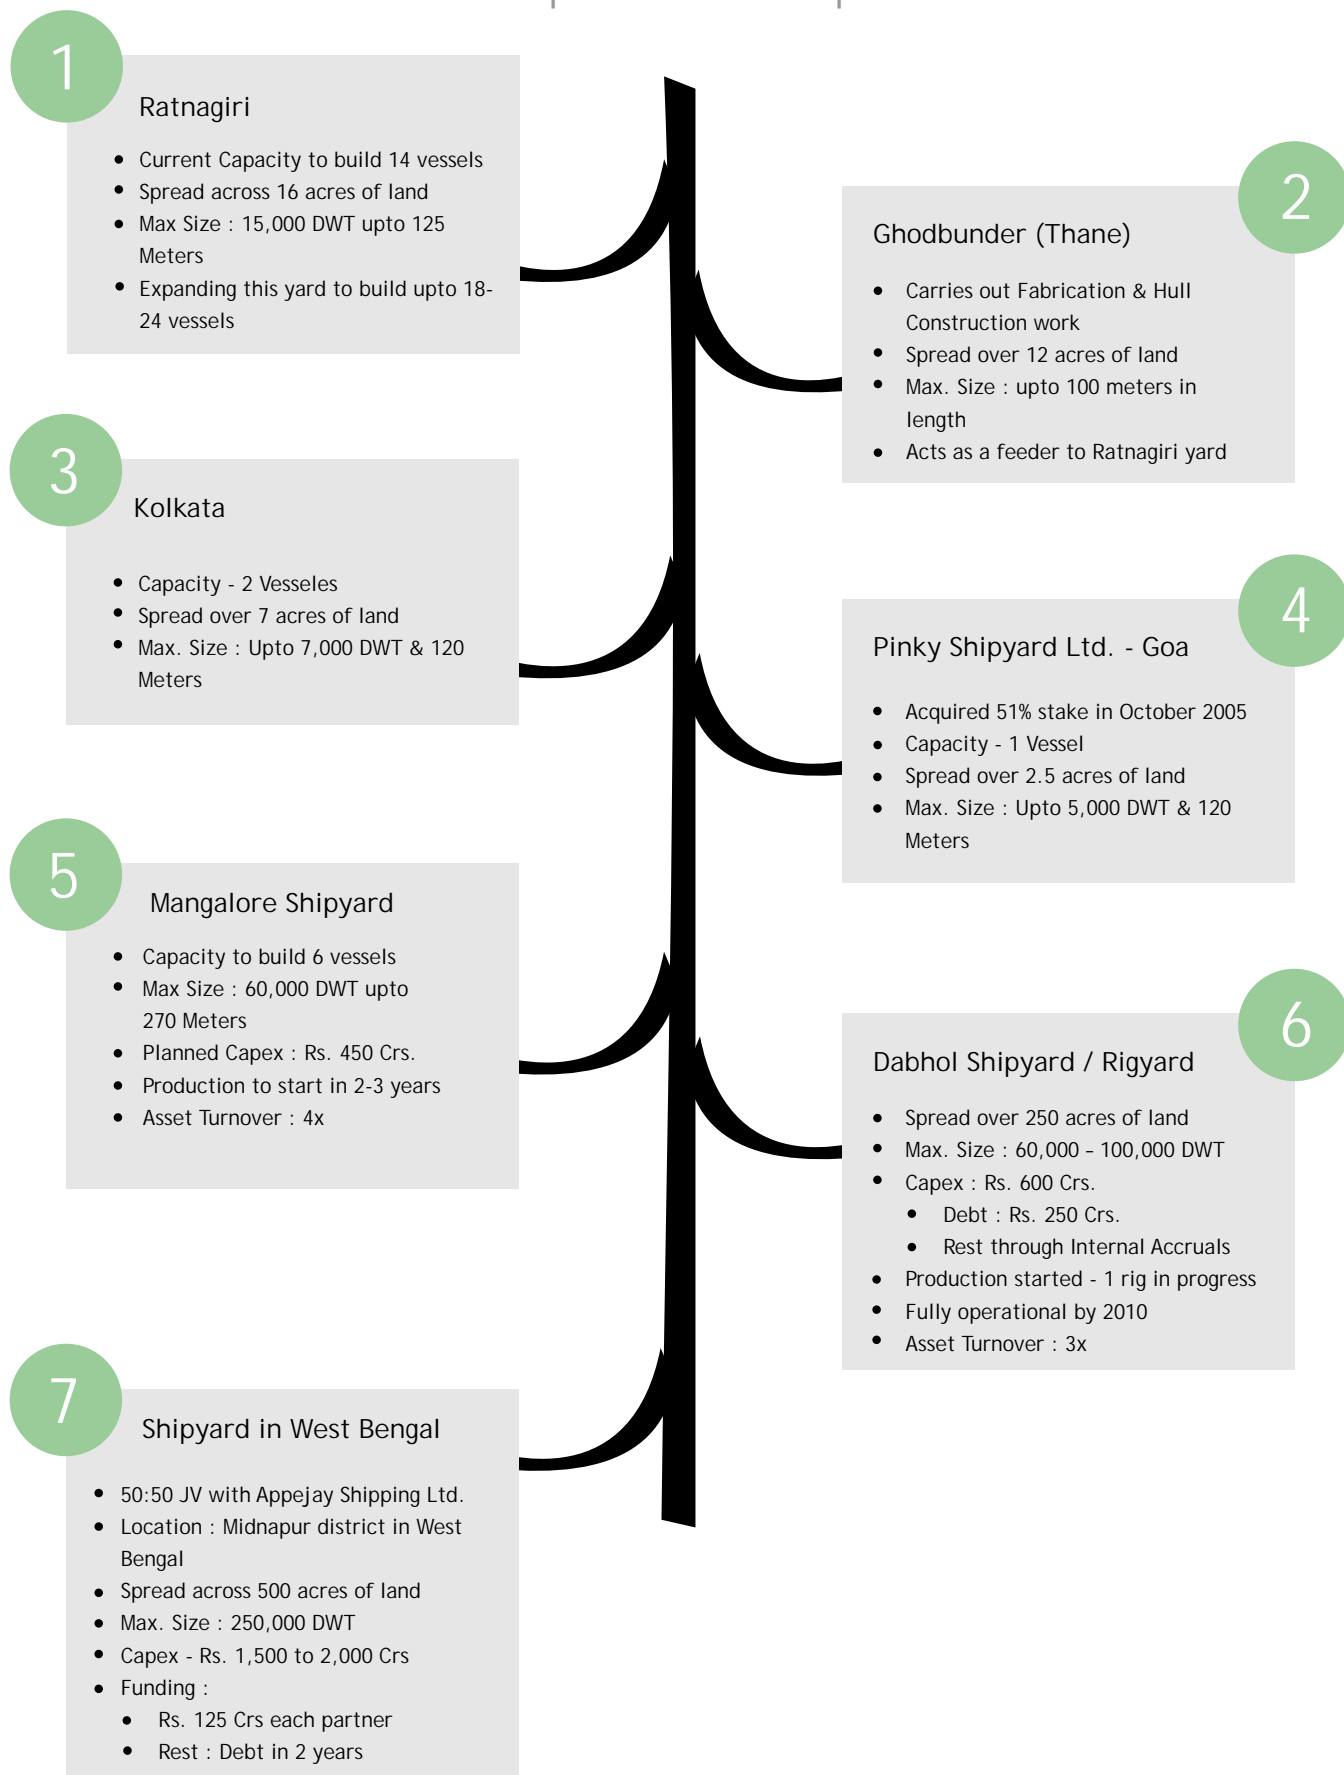 1
Ratnagiri
• Current Capacity to build 14 vessels
• Spread across 16 acres of land
• Max Size : 15,000 DWT upto 125
Meters
• Expanding this yard to build upto 18-
24 vessels
2
Ghodbunder (Thane)
• Carries out Fabrication & Hull
Construction work
• Spread over 12 acres of land
• Max. Size : upto 100 meters in
length
• Acts as a feeder to Ratnagiri yard
3
Kolkata
• Capacity - 2 Vesseles
• Spread over 7 acres of land
• Max. Size : Upto 7,000 DWT & 120
Meters
4
Pinky Shipyard Ltd. - Goa
• Acquired 51% stake in October 2005
• Capacity - 1 Vessel
• Spread over 2.5 acres of land
• Max. Size : Upto 5,000 DWT & 120
Meters
5
Mangalore Shipyard
• Capacity to build 6 vessels
• Max Size : 60,000 DWT upto
270 Meters
• Planned Capex : Rs. 450 Crs.
• Production to start in 2-3 years
• Asset Turnover : 4x
6
Dabhol Shipyard / Rigyard
• Spread over 250 acres of land
• Max. Size : 60,000 – 100,000 DWT
• Capex : Rs. 600 Crs.
• Debt : Rs. 250 Crs.
• Rest through Internal Accruals
• Production started - 1 rig in progress
• Fully operational by 2010
• Asset Turnover : 3x
7
Shipyard in West Bengal
• 50:50 JV with Appejay Shipping Ltd.
• Location : Midnapur district in West
Bengal
• Spread across 500 acres of land
• Max. Size : 250,000 DWT
• Capex - Rs. 1,500 to 2,000 Crs
• Funding :
• Rs. 125 Crs each partner
• Rest : Debt in 2 years